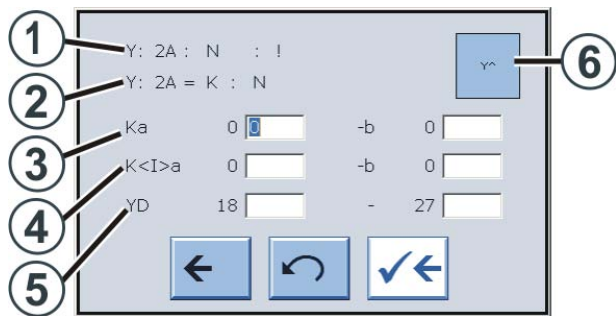 1
Y: 2A : N : !
6
Y^
2
Y: 2A = K : N
3
Ka 0 0 -b 0
4
K<I>a 0 -b 0
5
YD 18 - 27